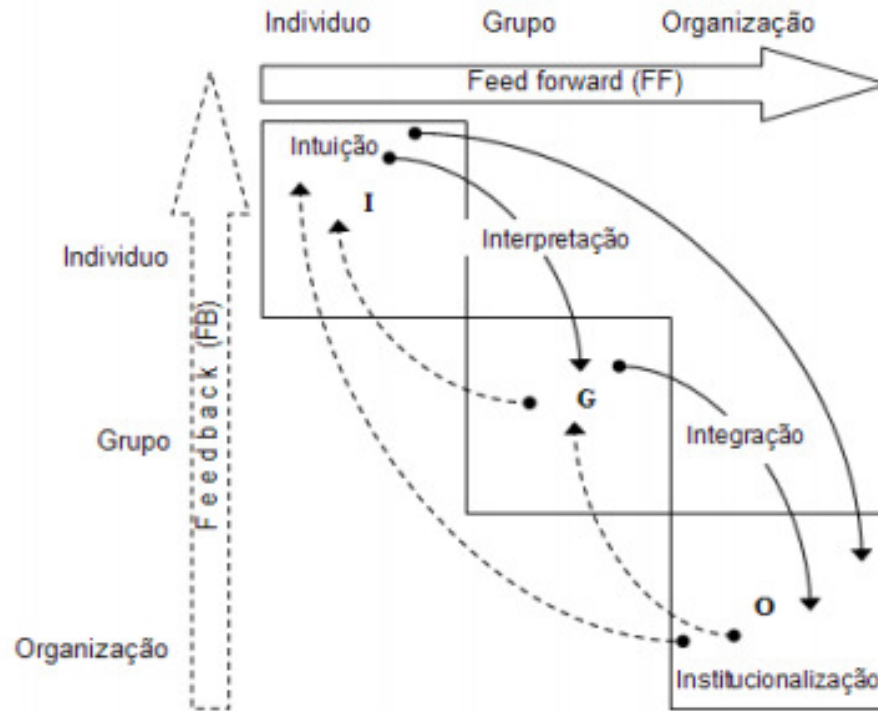 Individuo Grupo Organização
Feed forward (FF)
Intuição
I
Interpretação
Individuo
Feedback (FB)
G
Grupo
Integração
O
Organização
Institucionalização